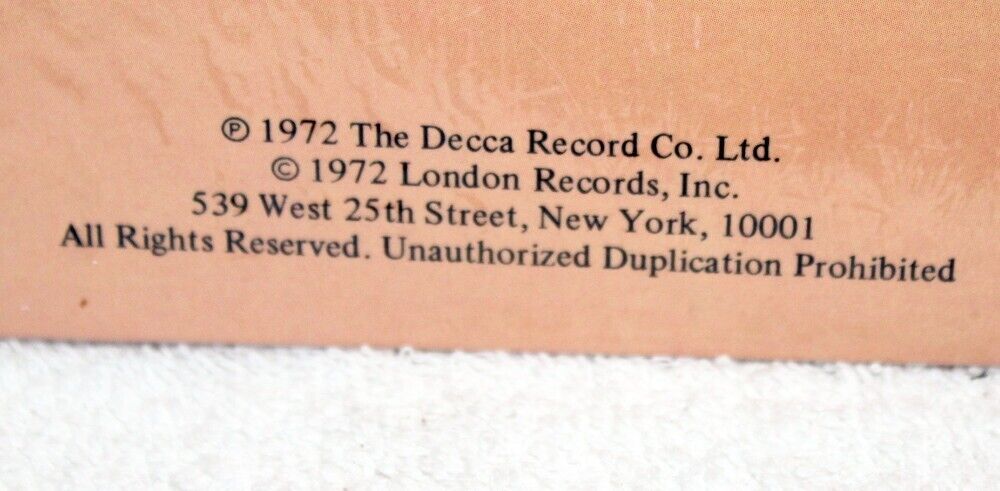 ℗ 1972 The Decca Record Co. Ltd.
© 1972 London Records, Inc.
539 West 25th Street, New York, 10001
All Rights Reserved. Unauthorized Duplication Prohibited